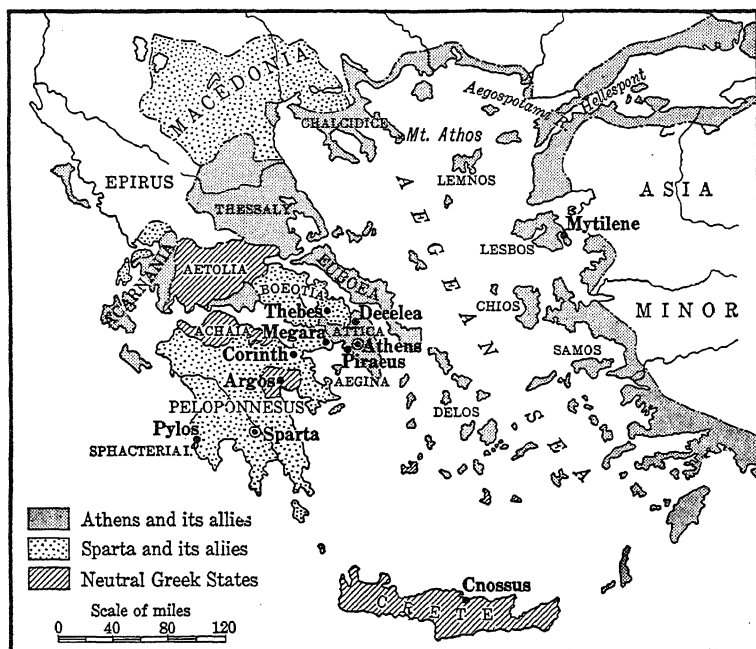 MACEDONIA
Aegospotami
Hellespont
CHALCIDICE
Mt. Athos
EPIRUS
LEMNOS
ASIA
THESSALY
AEGEAN SEA
Mytilene
LESBOS
AETOLIA
ACARNANIA
EUBOEA
BOEOTIA
Thebes
Decelea
CHIOS
MINOR
ACHAIA
Megara
ATTICA
Athens
Corinth
Piraeus
SAMOS
Argos
AEGINA
PELOPONNESUS
DELOS
Pylos
Sparta
SPHACTERIA I.
Athens and its allies
Sparta and its allies
Neutral Greek States
Cnossus
CRETE
Scale of miles
0 40 80 120